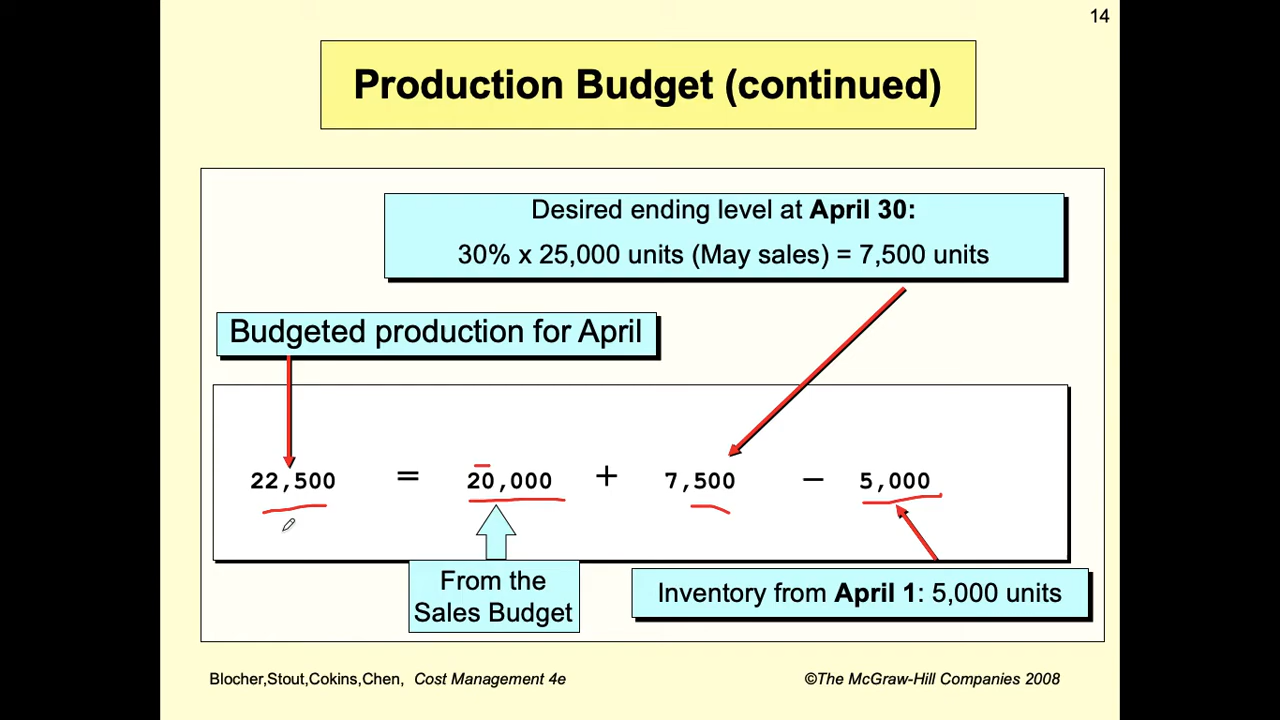 14
Production Budget (continued)
Desired ending level at April 30:
30% x 25,000 units (May sales) = 7,500 units
Budgeted production for April
22,500 = 20,000 + 7,500 – 5,000
From the
Sales Budget
Inventory from April 1: 5,000 units
Blocher,Stout,Cokins,Chen, Cost Management 4e
©The McGraw-Hill Companies 2008